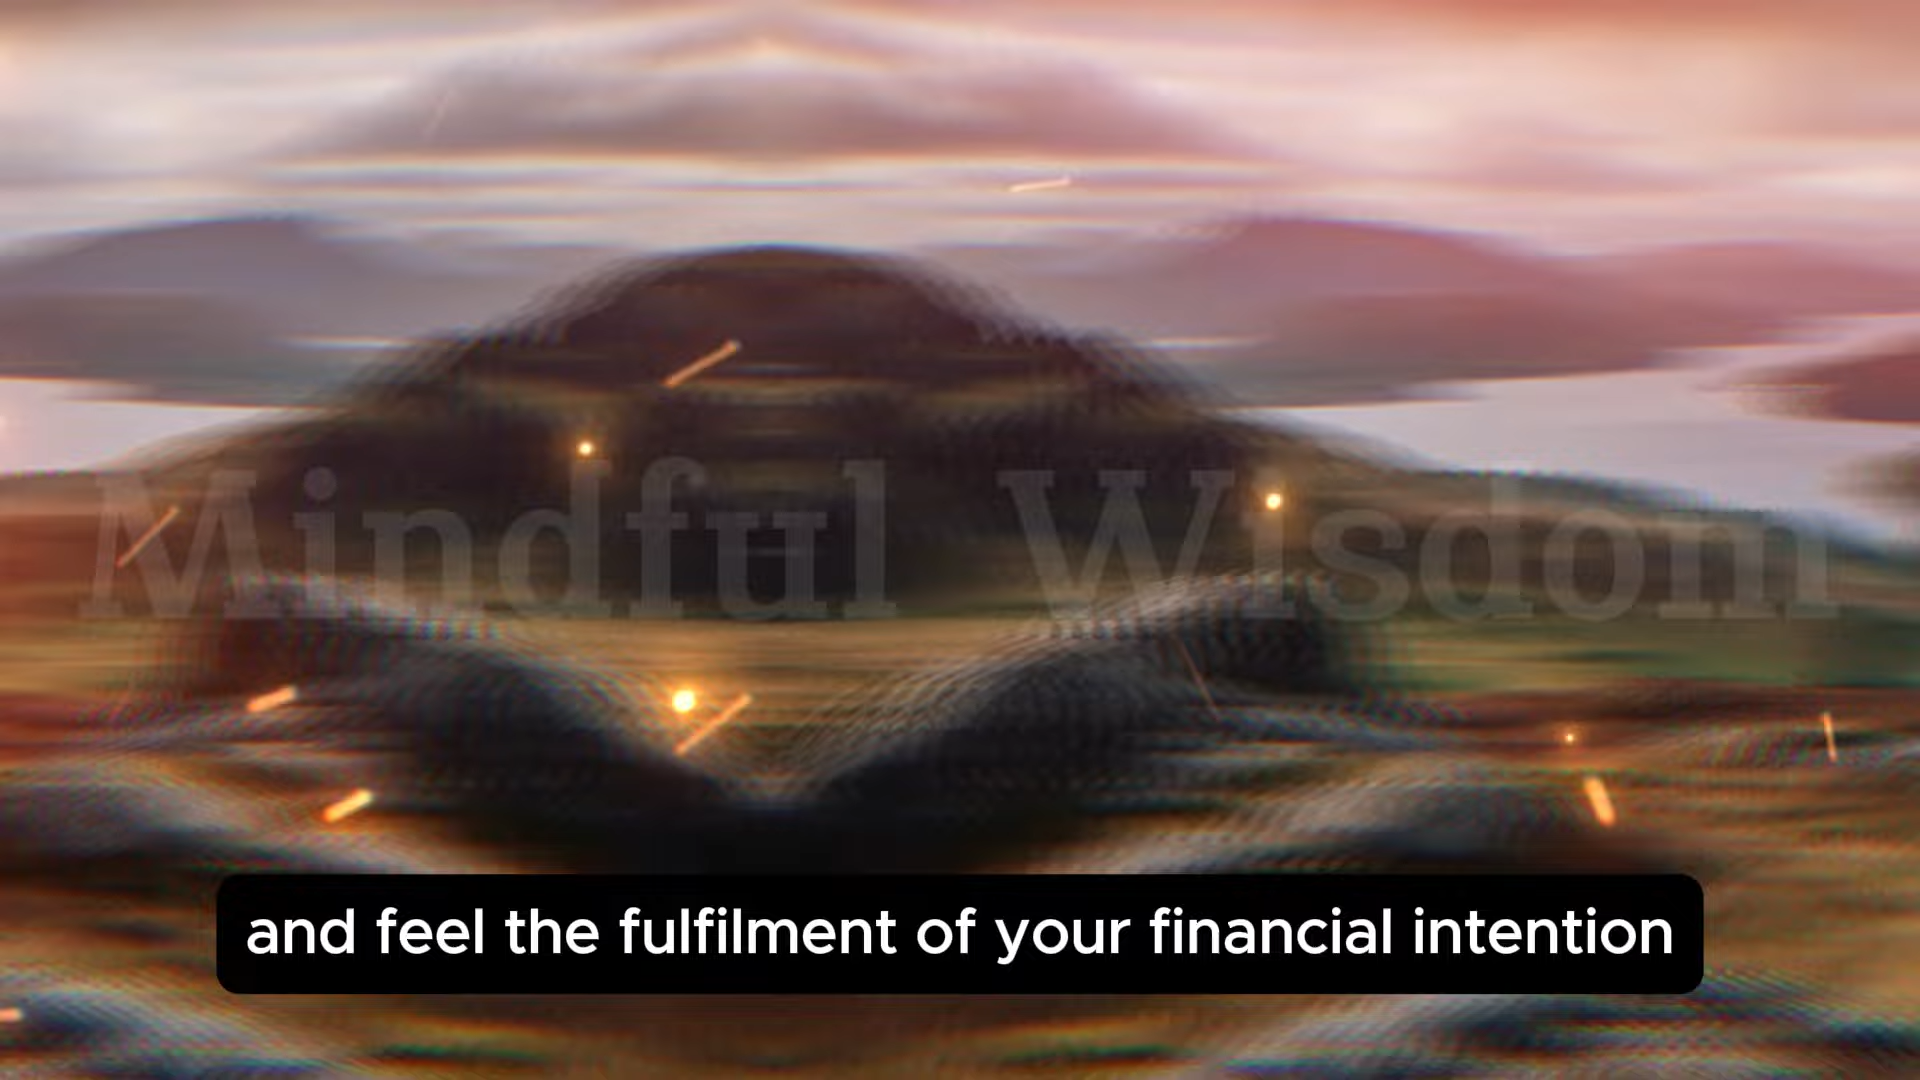 Mindful Wisdom
and feel the fulfilment of your financial intention